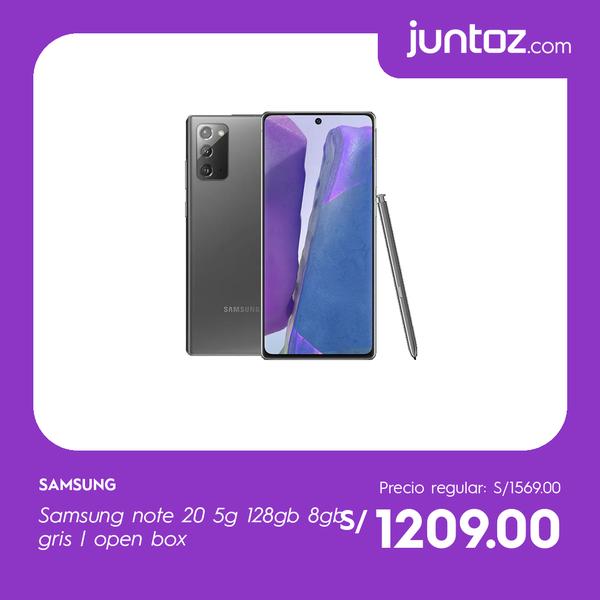 juntoz.com
SAMSUNG
SAMSUNG
Precio regular: S/1569.00
Samsung note 20 5g 128gb 8gb
gris | open box
S/ 1209.00